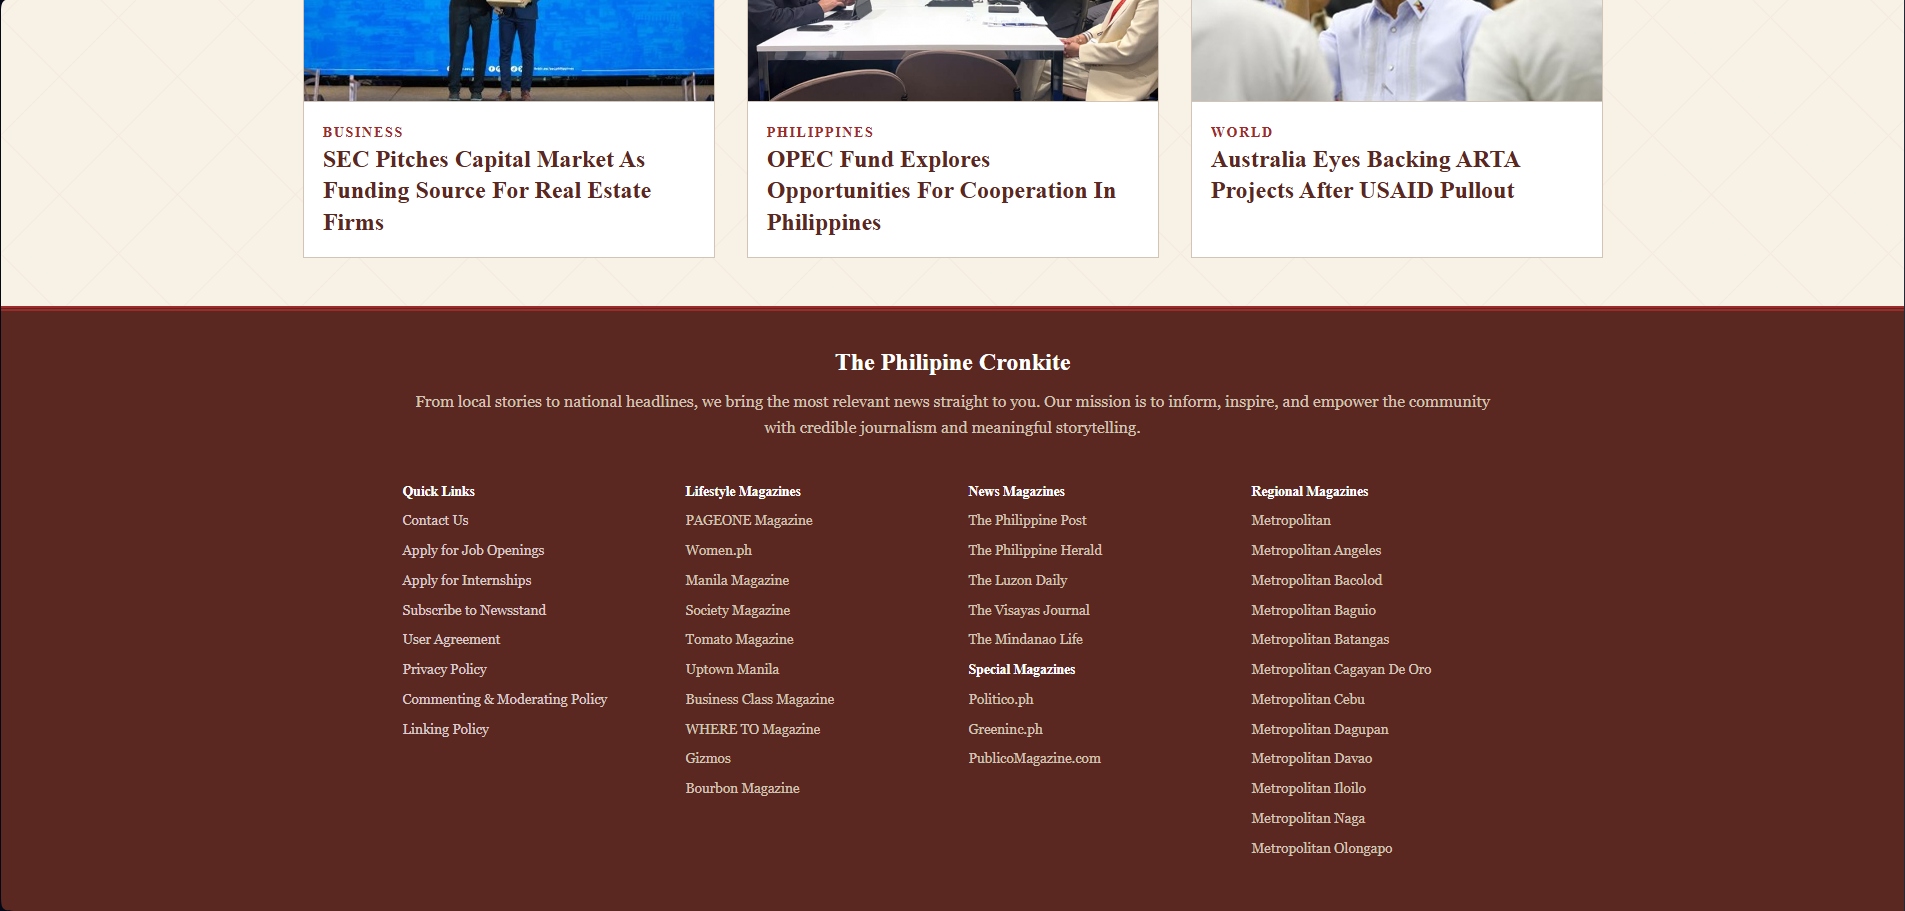 BUSINESS
SEC Pitches Capital Market As
Funding Source For Real Estate
Firms
PHILIPPINES
OPEC Fund Explores
Opportunities For Cooperation In
Philippines
WORLD
Australia Eyes Backing ARTA
Projects After USAID Pullout
The Philipine Cronkite
From local stories to national headlines, we bring the most relevant news straight to you. Our mission is to inform, inspire, and empower the community
with credible journalism and meaningful storytelling.
Quick Links
Contact Us
Apply for Job Openings
Apply for Internships
Subscribe to Newsstand
User Agreement
Privacy Policy
Commenting & Moderating Policy
Linking Policy
Lifestyle Magazines
PAGEONE Magazine
Women.ph
Manila Magazine
Society Magazine
Tomato Magazine
Uptown Manila
Business Class Magazine
WHERE TO Magazine
Gizmos
Bourbon Magazine
News Magazines
The Philippine Post
The Philippine Herald
The Luzon Daily
The Visayas Journal
The Mindanao Life
Special Magazines
Politico.ph
Greeninc.ph
PublicoMagazine.com
Regional Magazines
Metropolitan
Metropolitan Angeles
Metropolitan Bacolod
Metropolitan Baguio
Metropolitan Batangas
Metropolitan Cagayan De Oro
Metropolitan Cebu
Metropolitan Dagupan
Metropolitan Davao
Metropolitan Iloilo
Metropolitan Naga
Metropolitan Olongapo